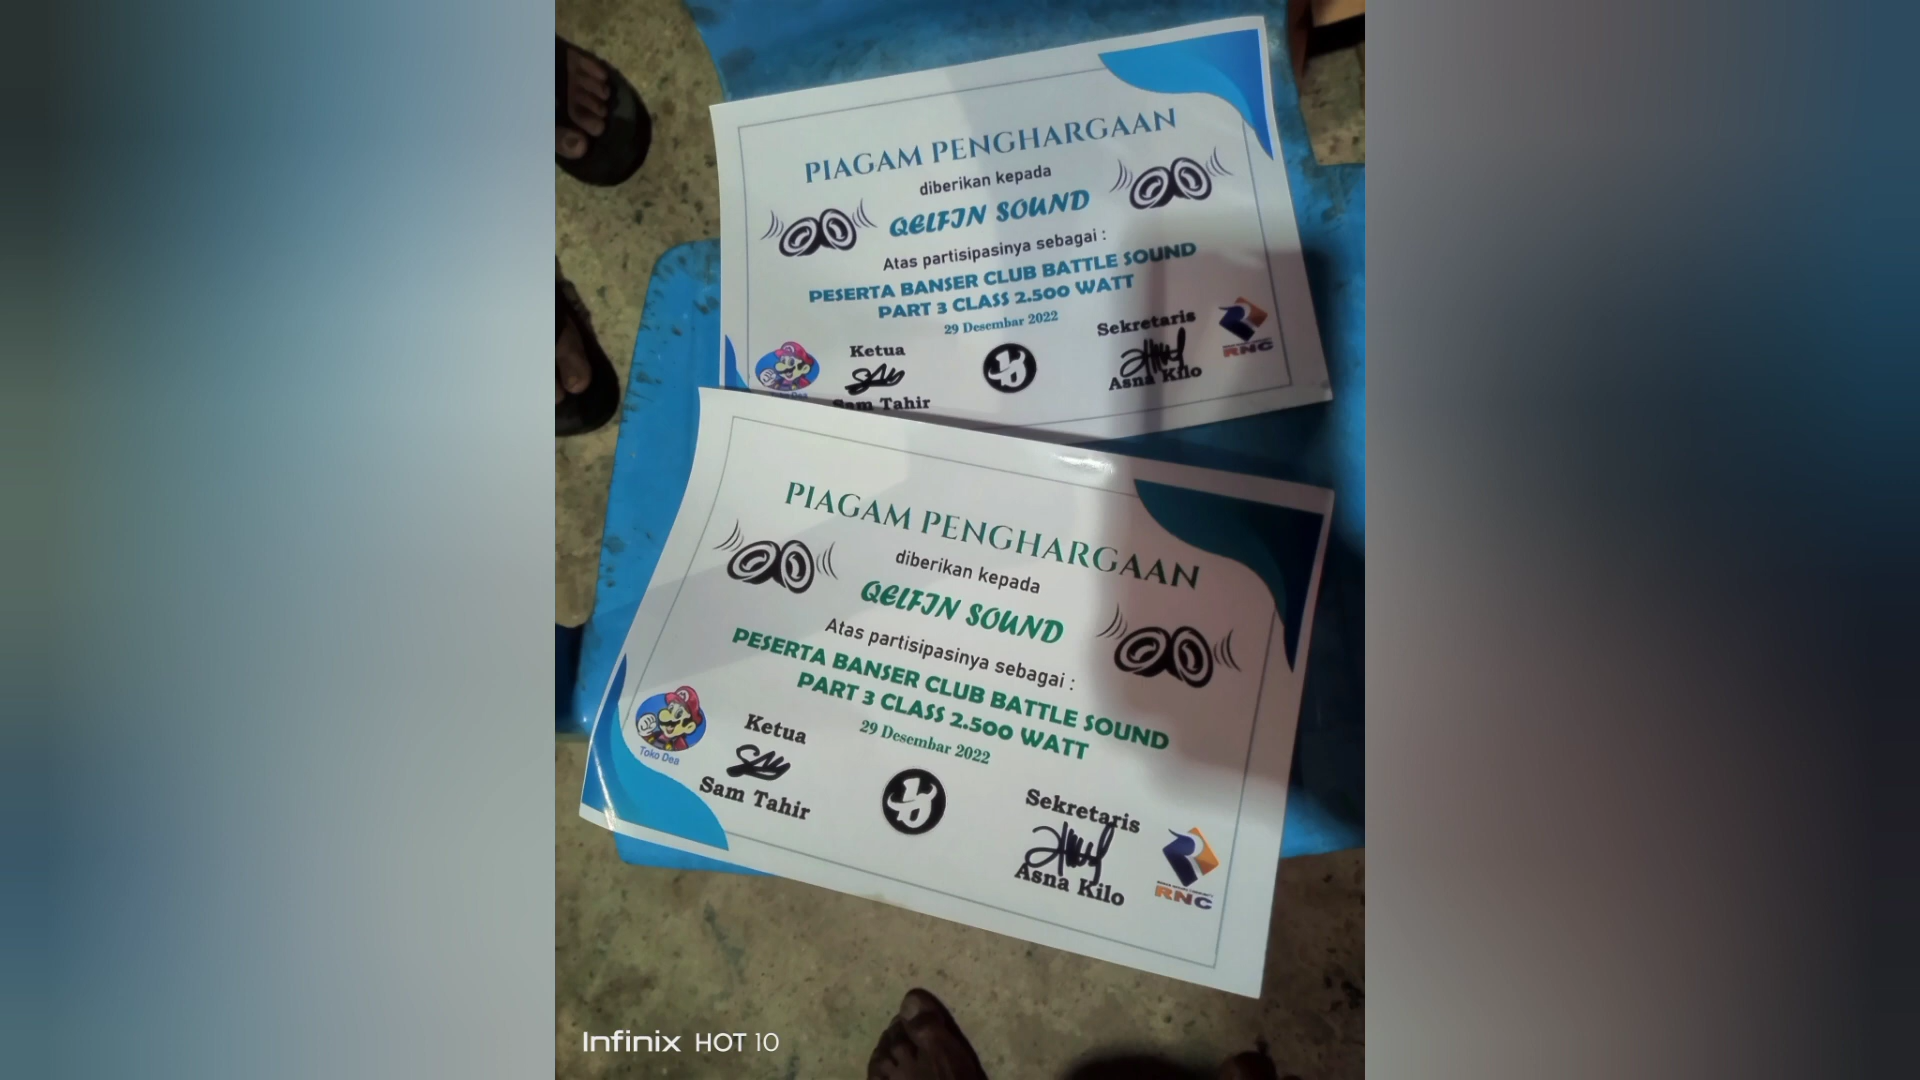 PIAGAM PENGHARGAAN
diberikan kepada
QELFIN SOUND
Atas partisipasinya sebagai :
PESERTA BANSER CLUB BATTLE SOUND
PART 3 CLASS 2.500 WATT
29 Desembar 2022
Ketua
Sam Tahir
Sekretaris
Asna Kilo
RNC
PIAGAM PENGHARGAAN
diberikan kepada
QELFIN SOUND
Atas partisipasinya sebagai :
PESERTA BANSER CLUB BATTLE SOUND
PART 3 CLASS 2.500 WATT
29 Desembar 2022
Toko Dea
Ketua
Sam Tahir
Sekretaris
Asna Kilo
RNC
Infinix HOT 10